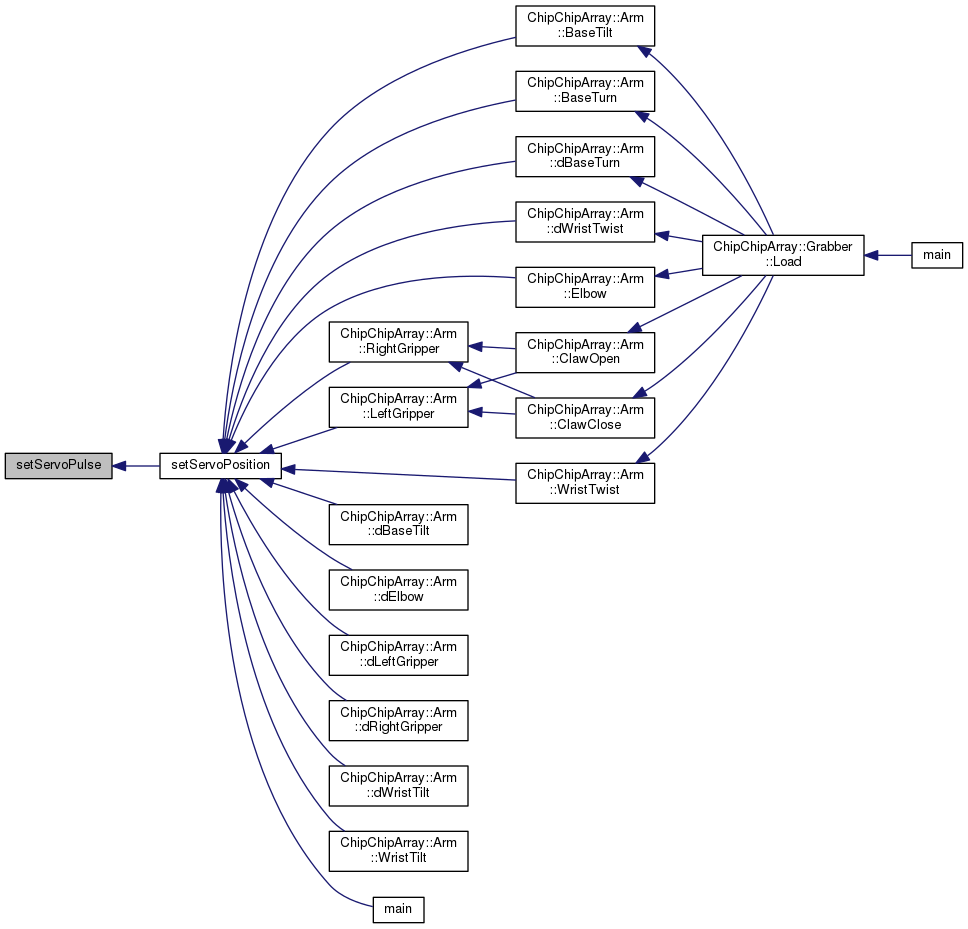 ChipChipArray::Arm
::BaseTilt
ChipChipArray::Arm
::BaseTurn
ChipChipArray::Arm
::dBaseTurn
ChipChipArray::Arm
::dWristTwist
ChipChipArray::Grabber
::Load
main
ChipChipArray::Arm
::Elbow
ChipChipArray::Arm
::RightGripper
ChipChipArray::Arm
::ClawOpen
ChipChipArray::Arm
::LeftGripper
ChipChipArray::Arm
::ClawClose
setServoPulse
setServoPosition
ChipChipArray::Arm
::WristTwist
ChipChipArray::Arm
::dBaseTilt
ChipChipArray::Arm
::dElbow
ChipChipArray::Arm
::dLeftGripper
ChipChipArray::Arm
::dRightGripper
ChipChipArray::Arm
::dWristTilt
ChipChipArray::Arm
::WristTilt
main